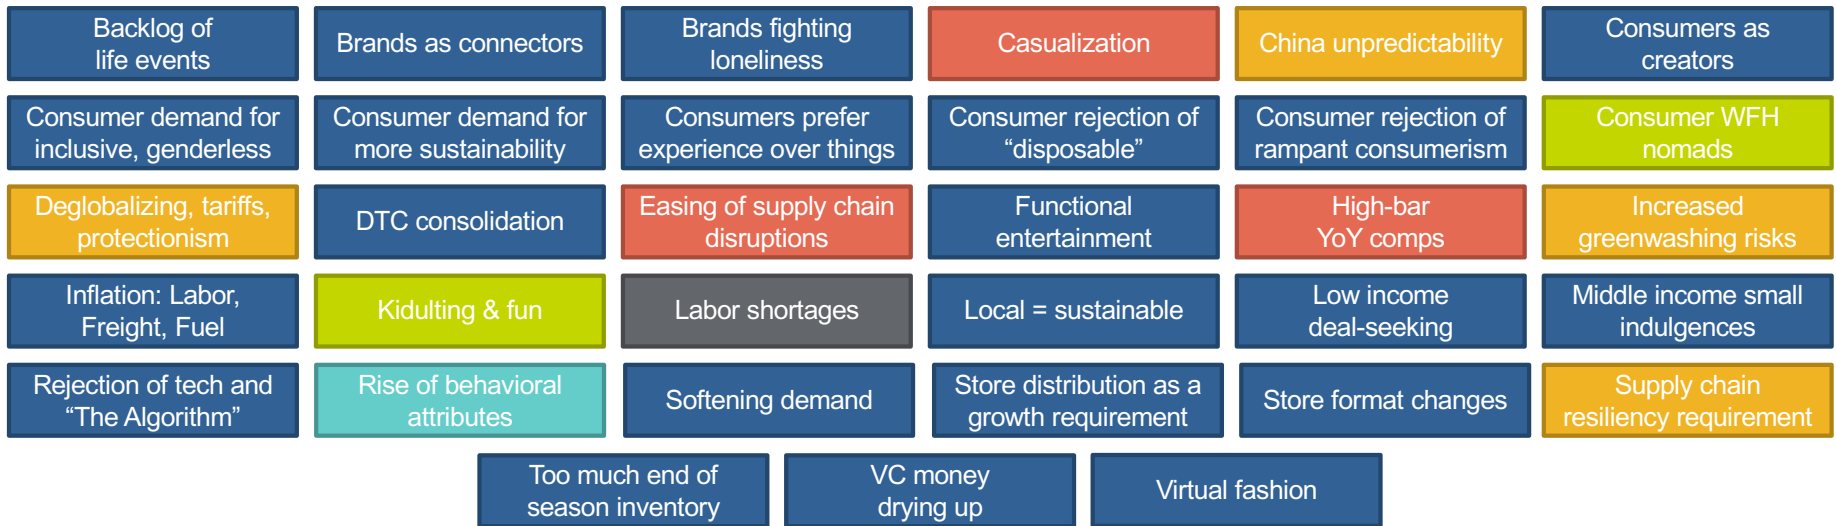 Backlog of
life events
Brands as connectors
Brands fighting
loneliness
Casualization
China unpredictability
Consumers as
creators
Consumer demand for
inclusive, genderless
Consumer demand for
more sustainability
Consumers prefer
experience over things
Consumer rejection of
“disposable”
Consumer rejection of
rampant consumerism
Consumer WFH
nomads
Deglobalizing, tariffs,
protectionism
DTC consolidation
Easing of supply chain
disruptions
Functional
entertainment
High-bar
YoY comps
Increased
greenwashing risks
Inflation: Labor,
Freight, Fuel
Kidulting & fun
Labor shortages
Local = sustainable
Low income
deal-seeking
Middle income small
indulgences
Rejection of tech and
“The Algorithm”
Rise of behavioral
attributes
Softening demand
Store distribution as a
growth requirement
Store format changes
Supply chain
resiliency requirement
Too much end of
season inventory
VC money
drying up
Virtual fashion